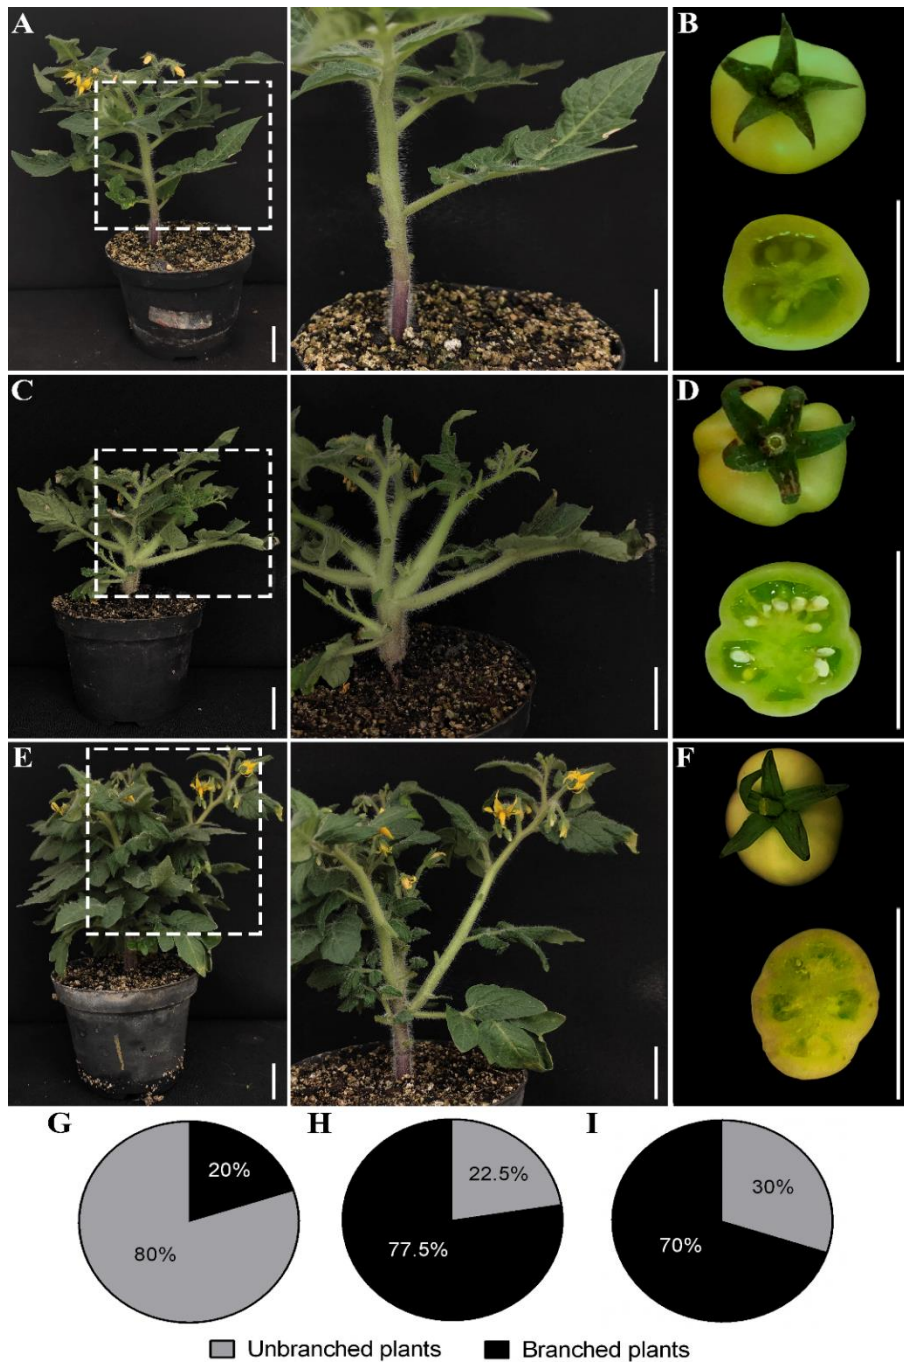 A
B
C
D
E
F
G
H
I
20%
80%
22.5%
77.5%
30%
70%
Unbranched plants
Branched plants